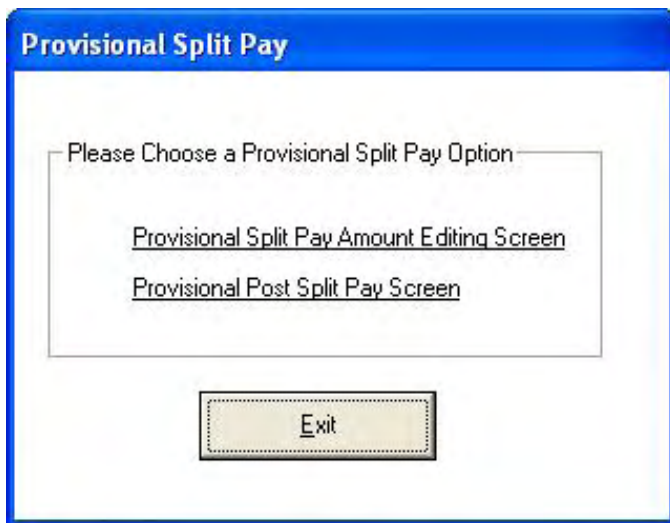 Provisional Split Pay
Please Choose a Provisional Split Pay Option
Provisional Split Pay Amount Editing Screen
Provisional Post Split Pay Screen
Exit